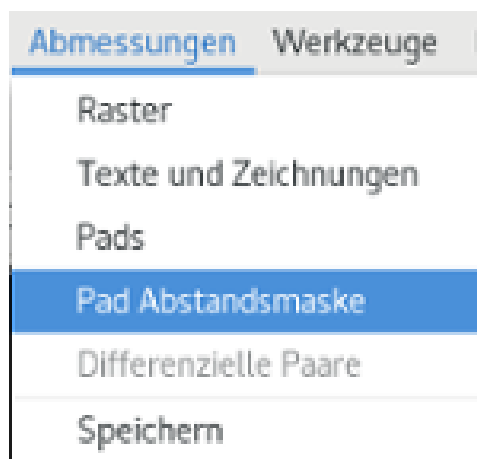 Abmessungen Werkzeuge
Raster
Texte und Zeichnungen
Pads
Pad Abstandsmaske
Differenzielle Paare
Speichern